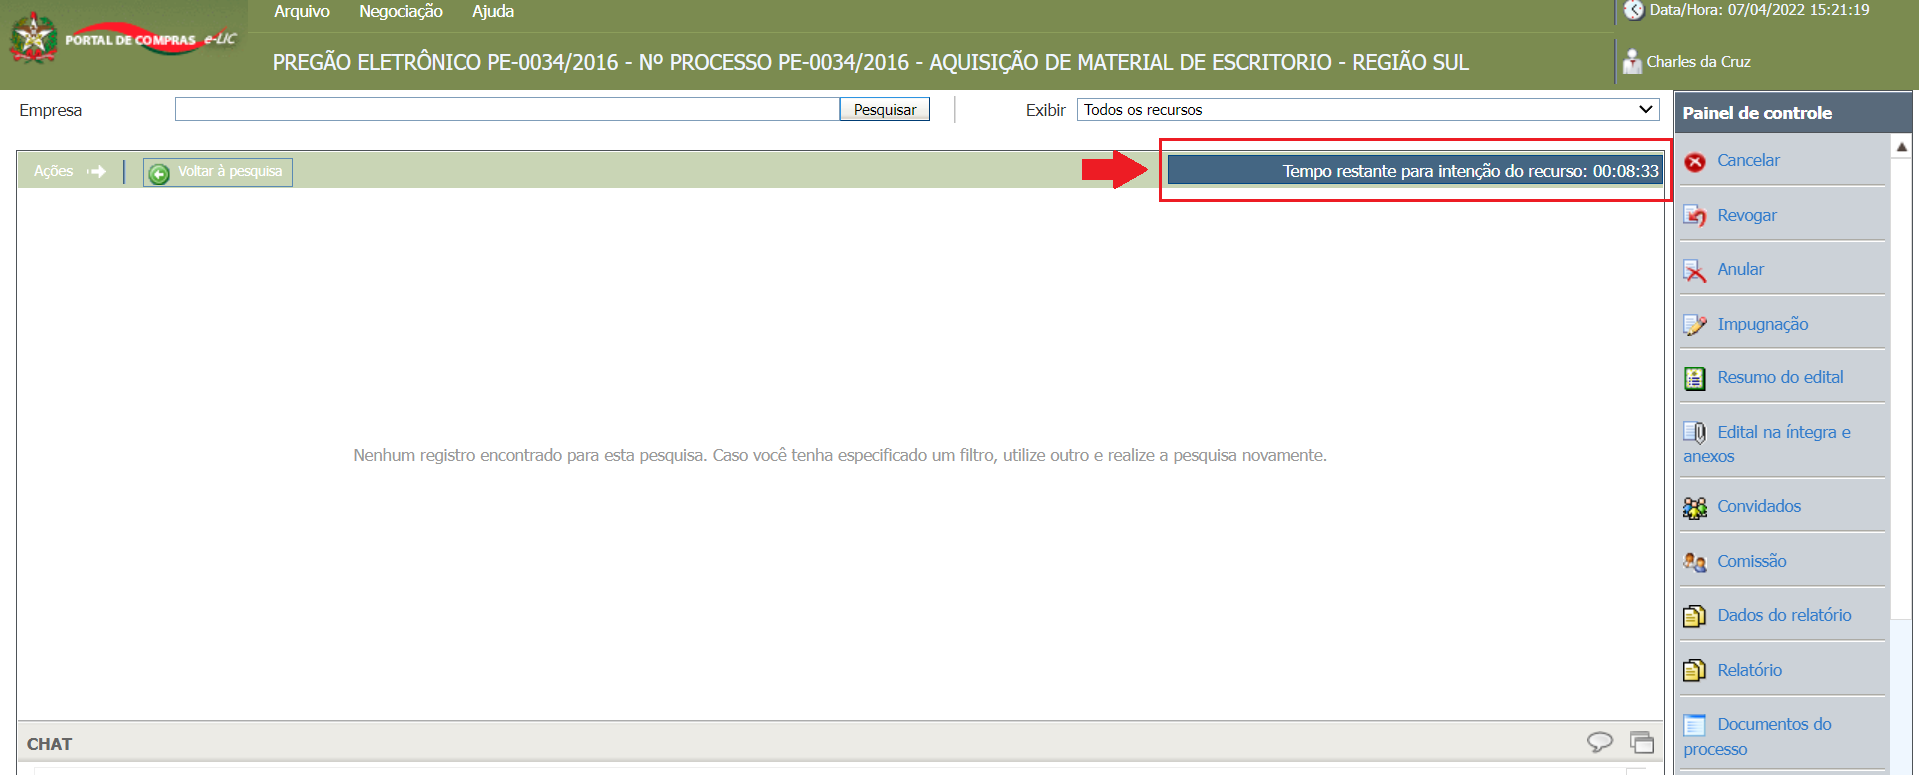 Arquivo Negociação Ajuda
Data/Hora: 07/04/2022 15:21:19
PORTAL DE COMPRAS e-LIC
PREGÃO ELETRÔNICO PE-0034/2016 - Nº PROCESSO PE-0034/2016 - AQUISIÇÃO DE MATERIAL DE ESCRITORIO - REGIÃO SUL
Charles da Cruz
Empresa Pesquisar Exibir Todos os recursos
Ações Voltar à pesquisa Tempo restante para intenção do recurso: 00:08:33
Nenhum registro encontrado para esta pesquisa. Caso você tenha especificado um filtro, utilize outro e realize a pesquisa novamente.
CHAT
Painel de controle
Cancelar
Revogar
Anular
Impugnação
Resumo do edital
Edital na íntegra e
anexos
Convidados
Comissão
Dados do relatório
Relatório
Documentos do
processo